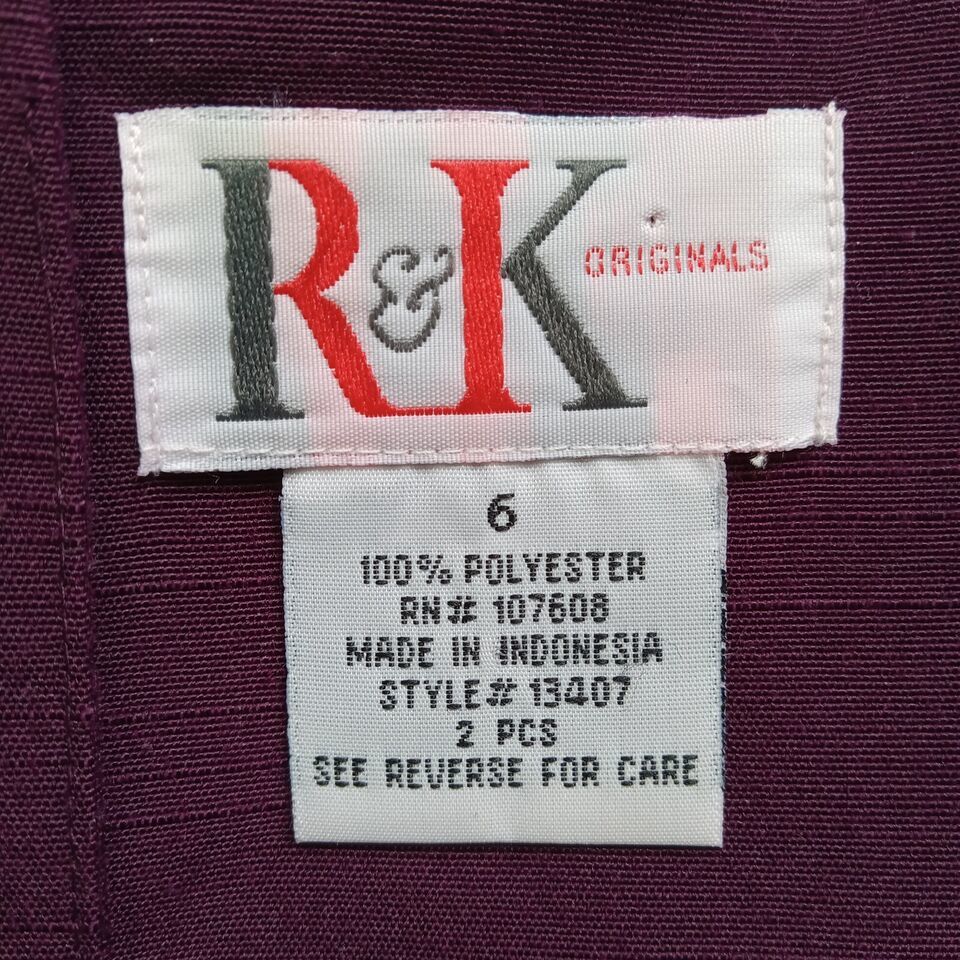 R&K ORIGINALS
6
100% POLYESTER
RN# 107608
MADE IN INDONESIA
STYLE# 13407
2 PCS
SEE REVERSE FOR CARE